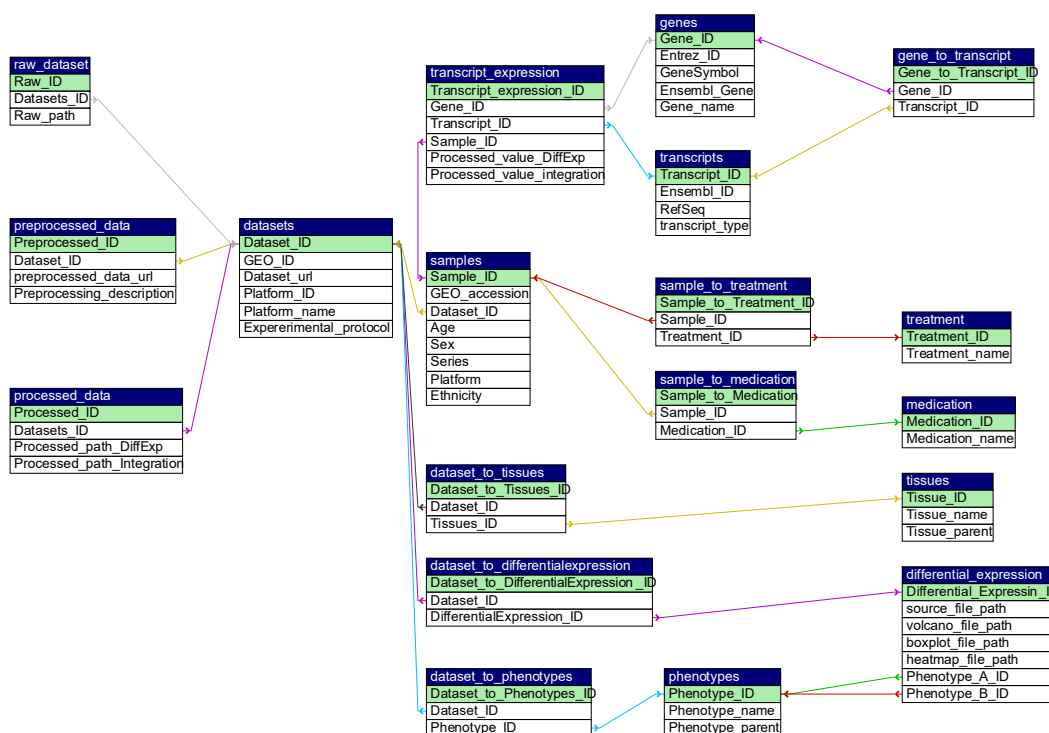 raw_dataset
Raw_ID
Datasets_ID
Raw_path
preprocessed_data
Preprocessed_ID
Dataset_ID
preprocessed_data_url
Preprocessing_description
processed_data
Processed_ID
Datasets_ID
Processed_path_DiffExp
Processed_path_Integration
datasets
Dataset_ID
GEO_ID
Dataset_url
Platform_ID
Platform_name
Expererimental_protocol
transcript_expression
Transcript_expression_ID
Gene_ID
Transcript_ID
Sample_ID
Processed_value_DiffExp
Processed_value_integration
samples
Sample_ID
GEO_accession
Dataset_ID
Age
Sex
Series
Platform
Ethnicity
dataset_to_tissues
Dataset_to_Tissues_ID
Dataset_ID
Tissues_ID
dataset_to_differentialexpression
Dataset_to_DifferentialExpression_ID
Dataset_ID
DifferentialExpression_ID
dataset_to_phenotypes
Dataset_to_Phenotypes_ID
Dataset_ID
Phenotype_ID
genes
Gene_ID
Entrez_ID
GeneSymbol
Ensembl_Gene
Gene_name
transcripts
Transcript_ID
Ensembl_ID
RefSeq
transcript_type
sample_to_treatment
Sample_to_Treatment_ID
Sample_ID
Treatment_ID
sample_to_medication
Sample_to_Medication
Sample_ID
Medication_ID
phenotypes
Phenotype_ID
Phenotype_name
Phenotype_parent
gene_to_transcript
Gene_to_Transcript_ID
Gene_ID
Transcript_ID
treatment
Treatment_ID
Treatment_name
medication
Medication_ID
Medication_name
tissues
Tissue_ID
Tissue_name
Tissue_parent
differential_expression
Differential_Expressin_I
source_file_path
volcano_file_path
boxplot_file_path
heatmap_file_path
Phenotype_A_ID
Phenotype_B_ID